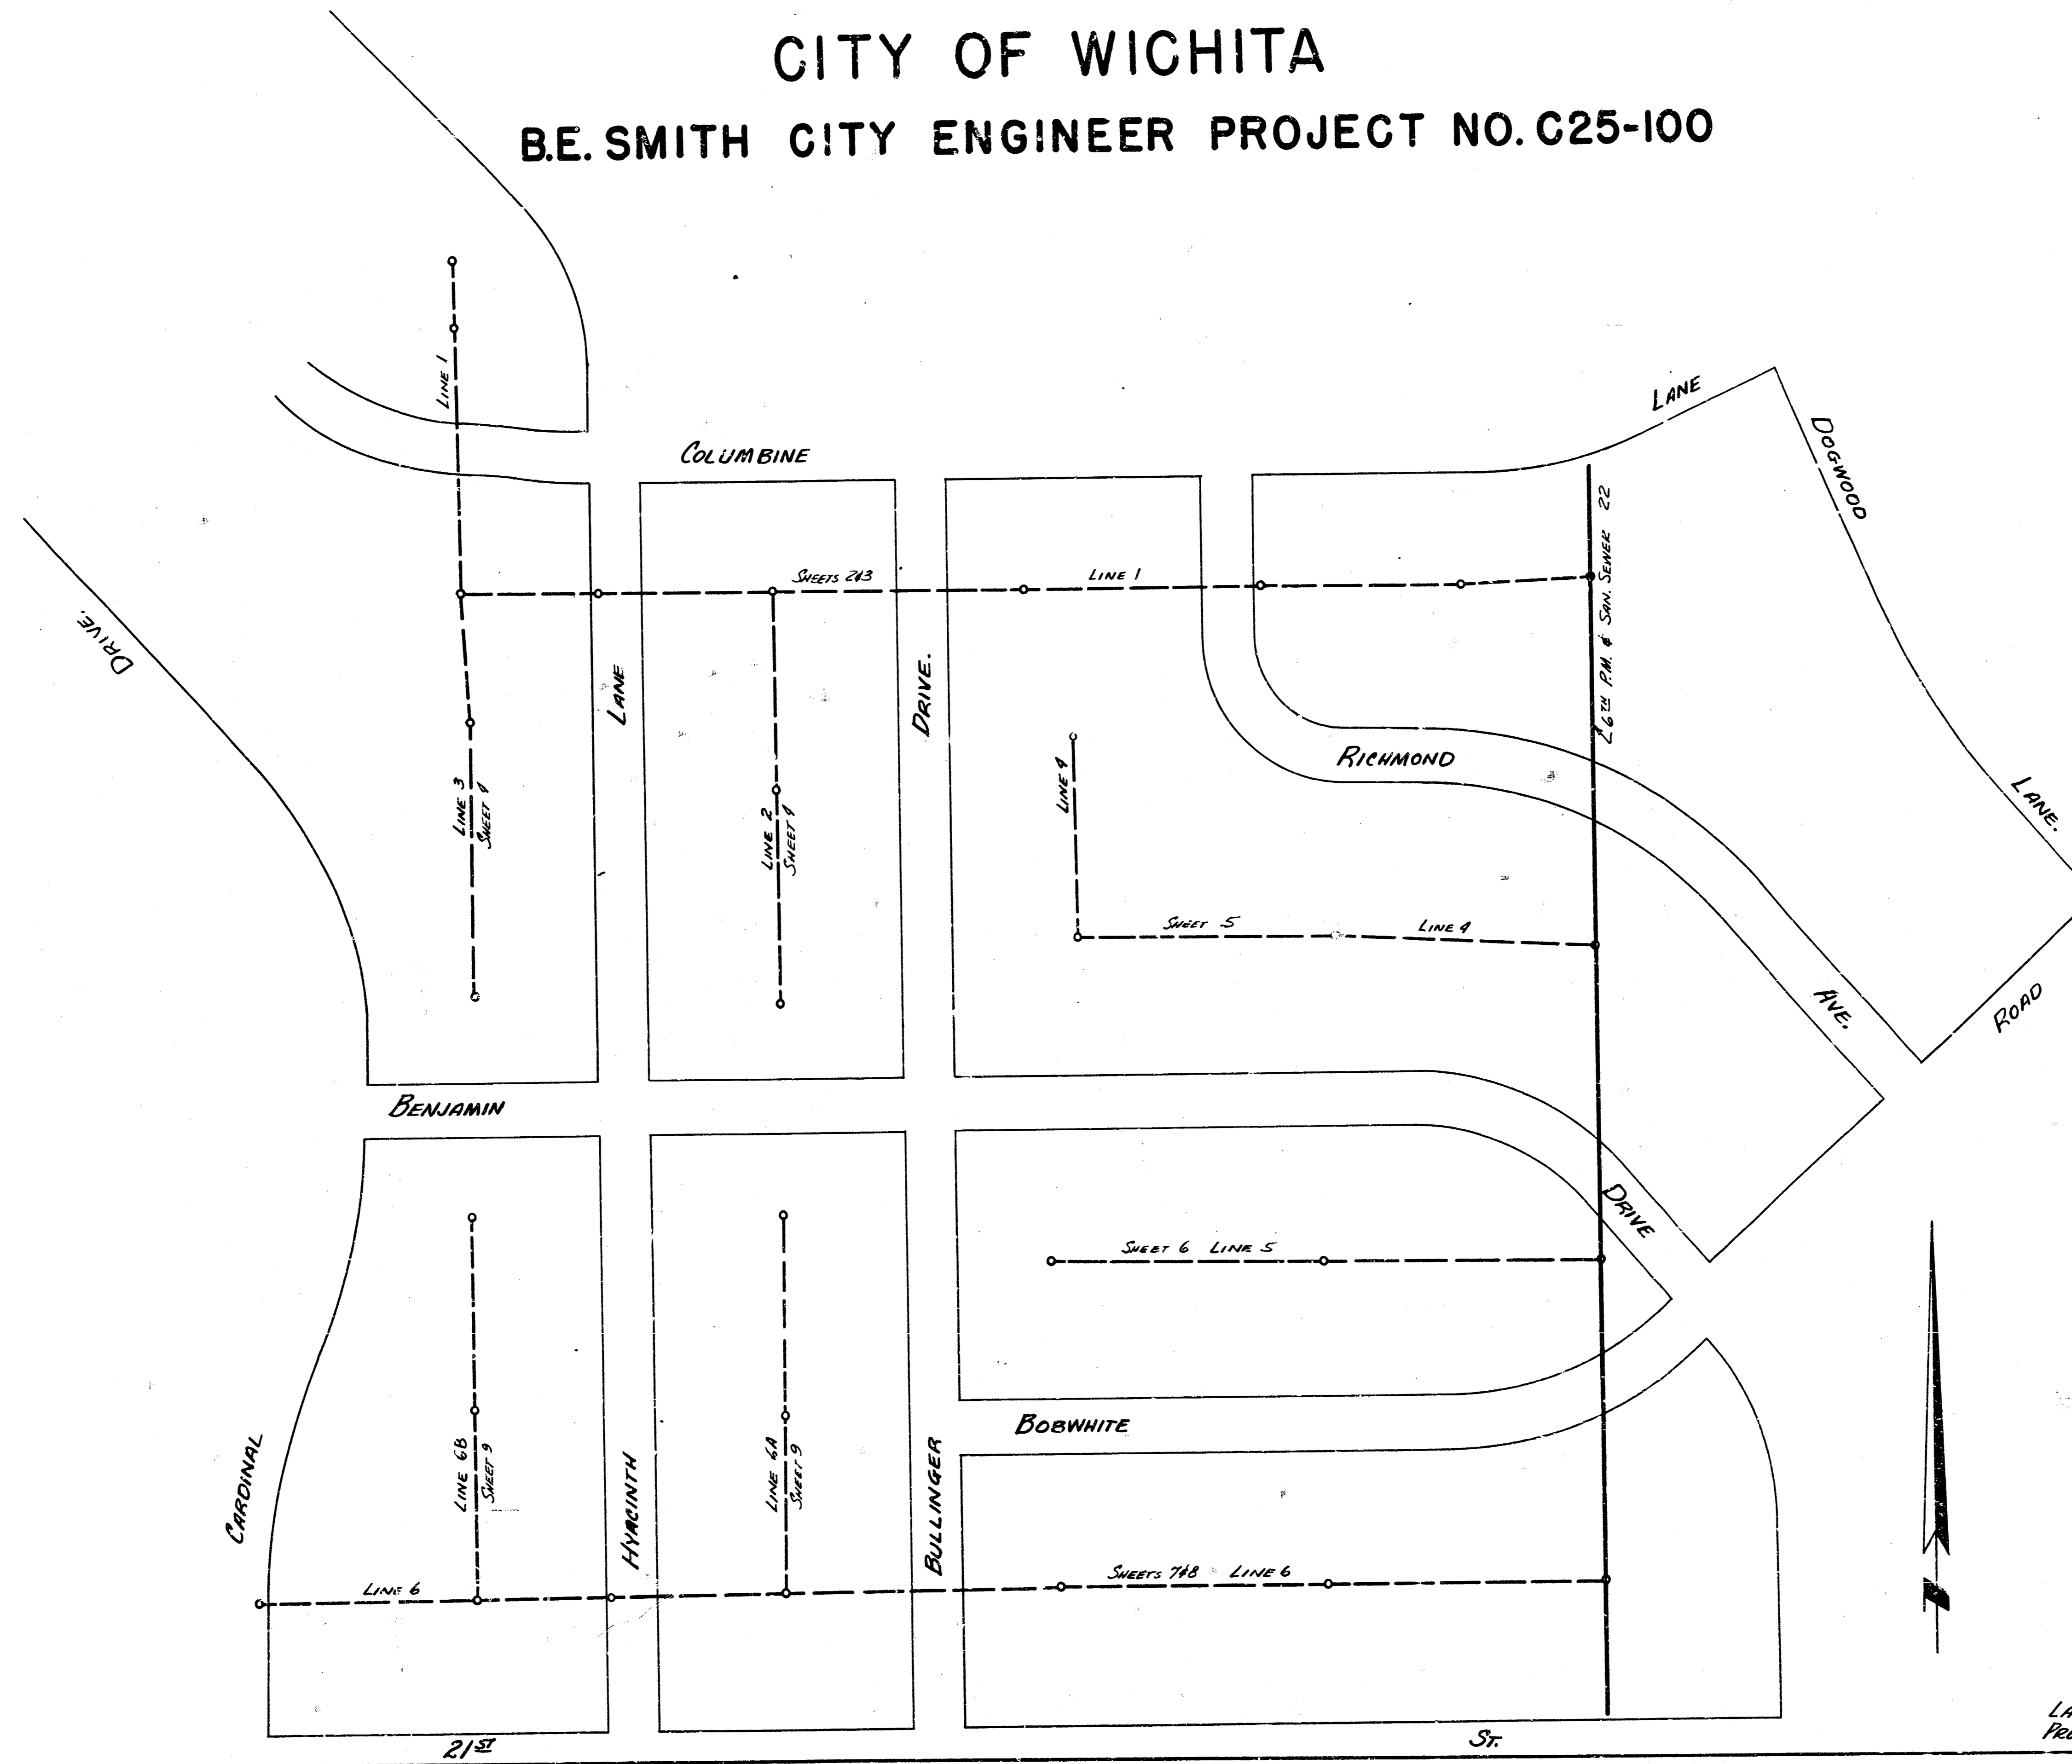 CITY OF WICHITA
B.E. SMITH CITY ENGINEER PROJECT NO. C25-100
LINE 1
LANE
COLUMBINE
DOGWOOD
SHEETS 2&3
LINE 1
℄ 6TH P.M. & SAN. SEWER 22
DRIVE.
LANE
DRIVE.
RICHMOND
LANE.
LINE 3
SHEET 4
LINE 2
SHEET 4
LINE 4
SHEET 5
LINE 4
AVE.
ROAD
BENJAMIN
DRIVE
SHEET 6 LINE 5
BOBWHITE
CARDINAL
LINE 6B
SHEET 9
HYACINTH
LINE 6A
SHEET 9
BULLINGER
LINE 6
SHEETS 7&8 LINE 6
N
21ST
ST.